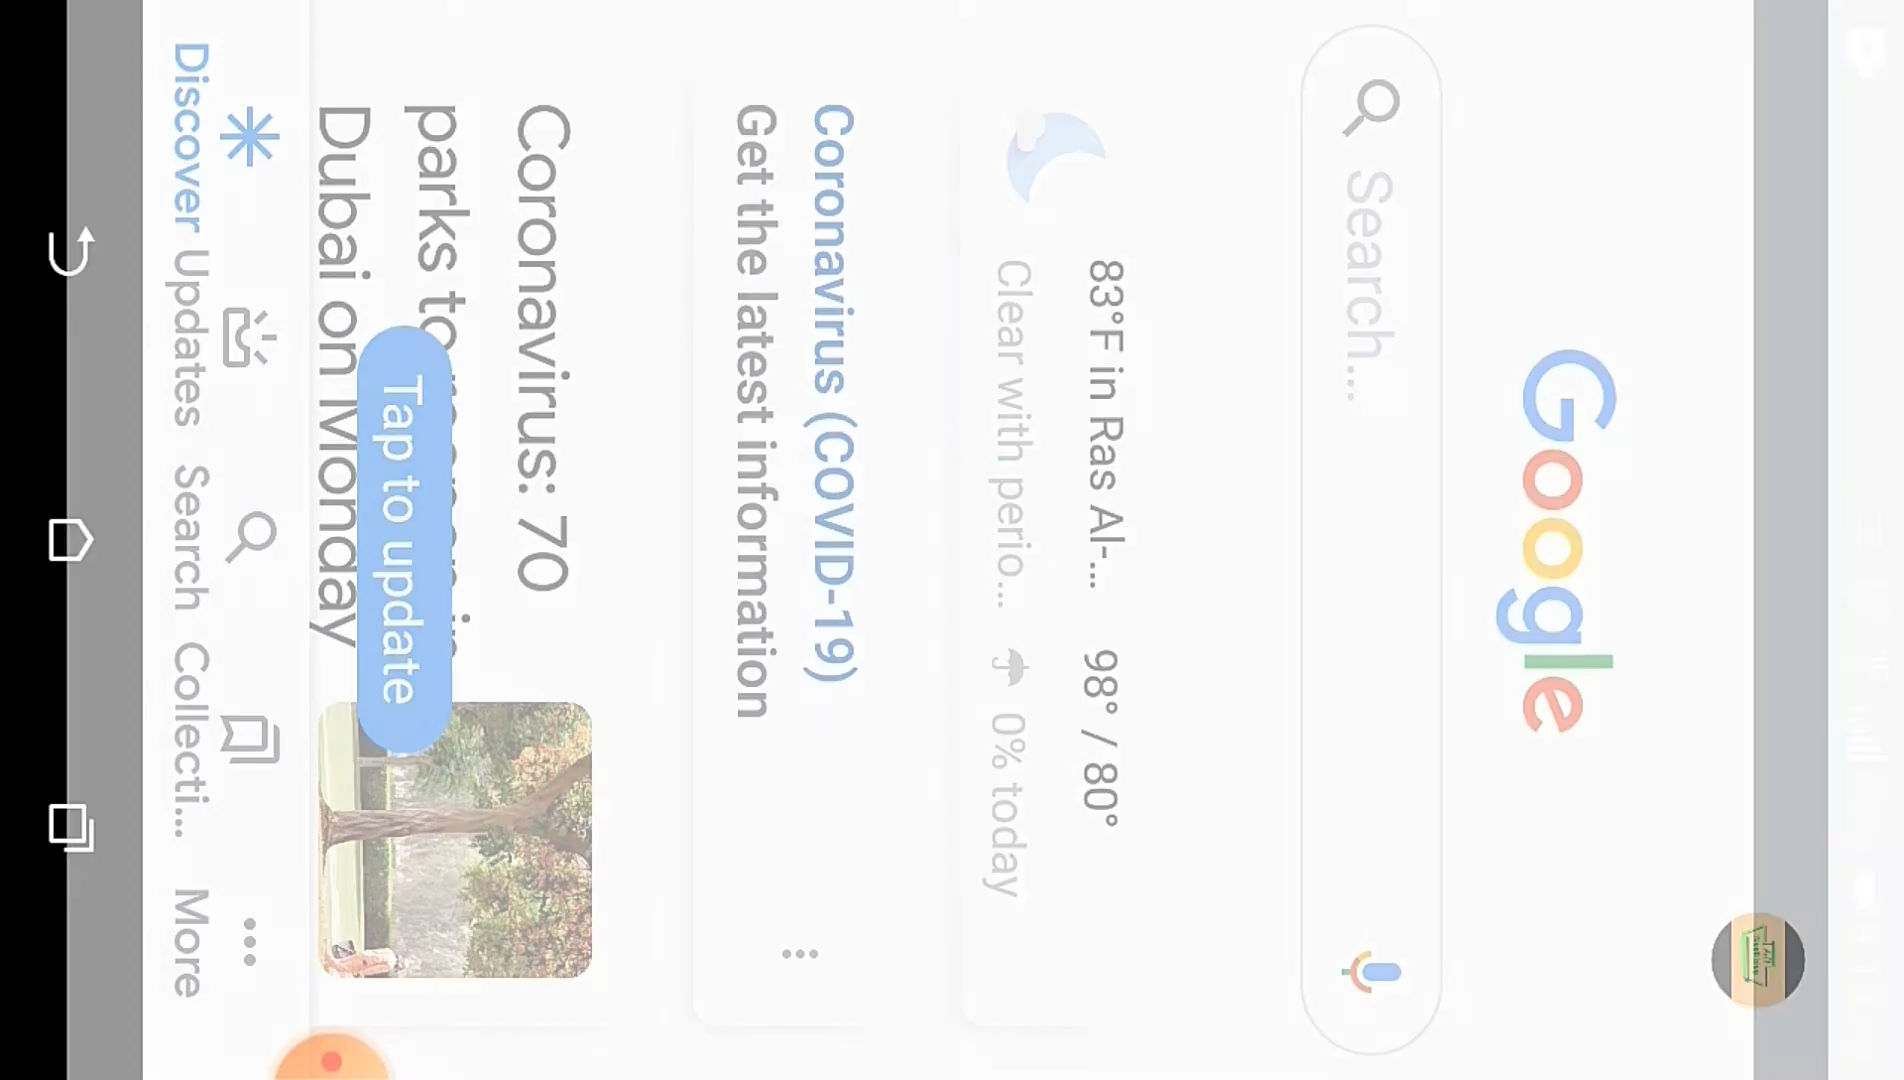 Google
Search...
83°F in Ras Al-...
98° / 80°
Clear with perio...
0% today
Coronavirus (COVID-19)
Get the latest information
Coronavirus: 70
parks to
Dubai on Monday
Tap to update
Discover
Updates
Search
Collecti...
More